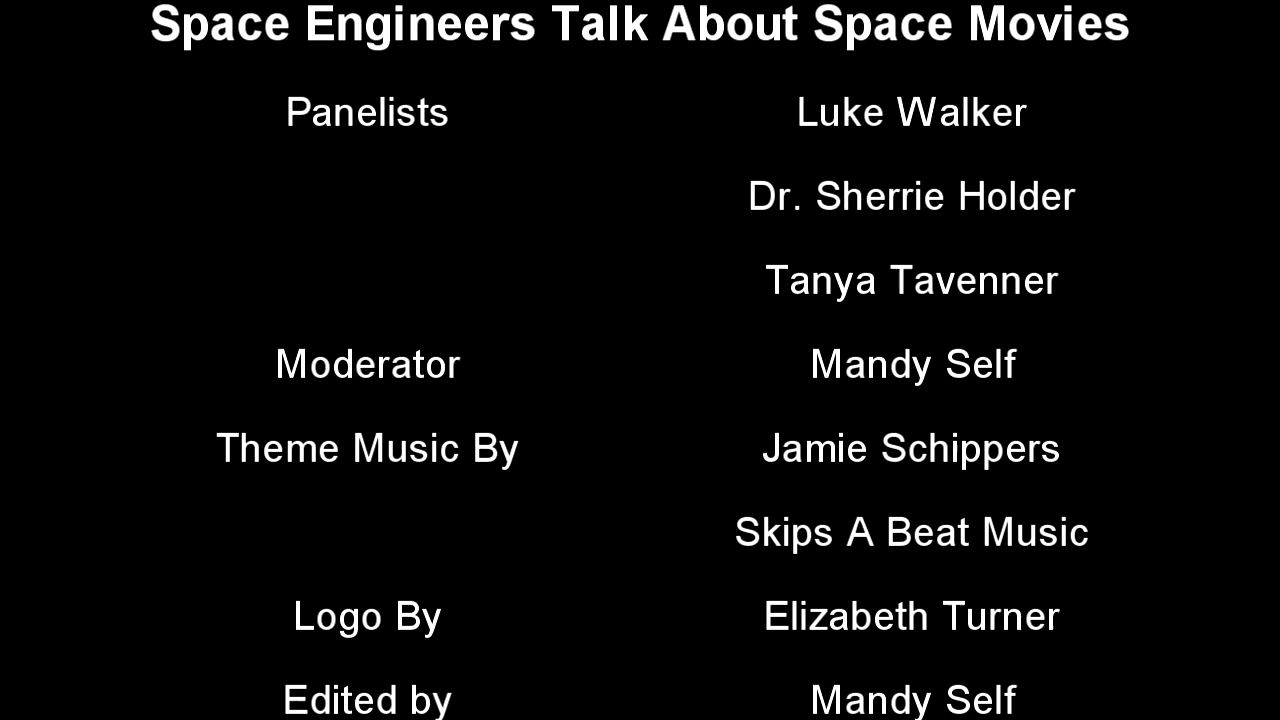 Space Engineers Talk About Space Movies
Panelists Luke Walker
Dr. Sherrie Holder
Tanya Tavenner
Moderator Mandy Self
Theme Music By Jamie Schippers
Skips A Beat Music
Logo By Elizabeth Turner
Edited by Mandy Self